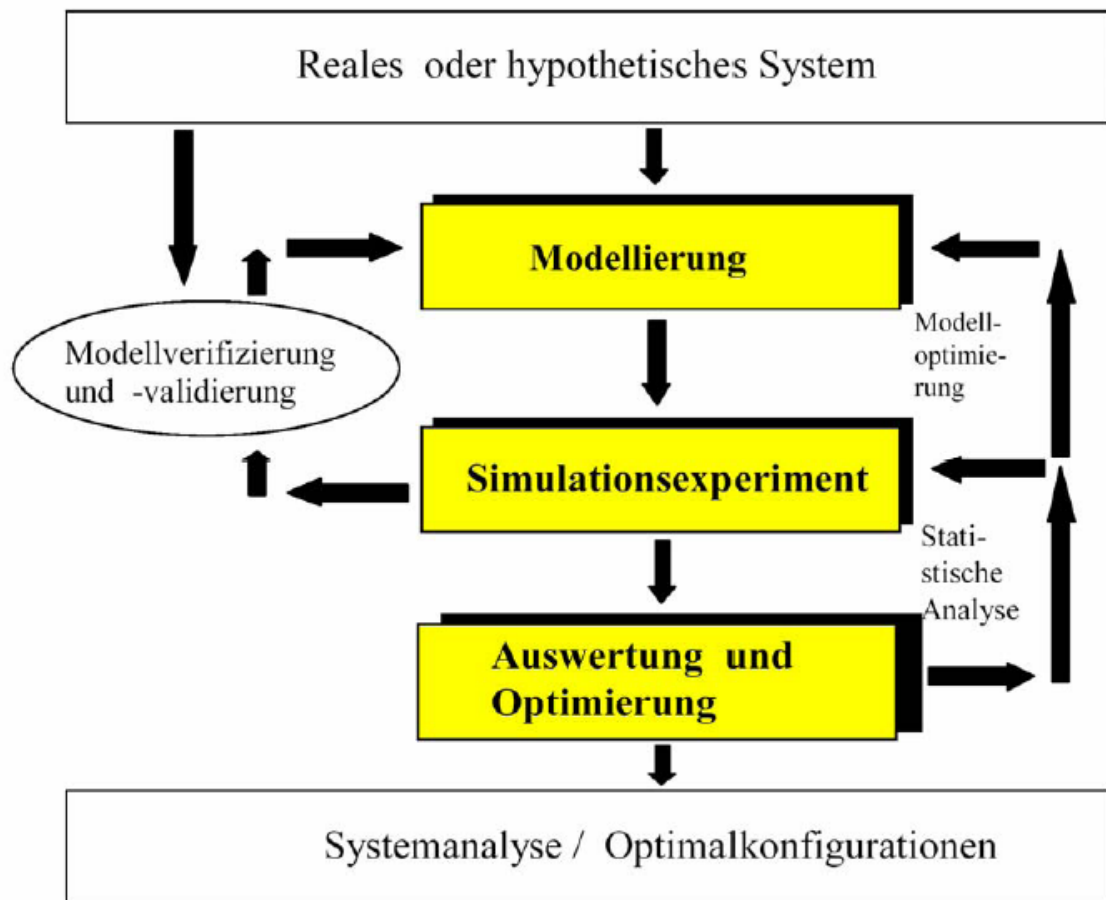 Reales oder hypothetisches System
Modellierung
Modellverifizierung
und -validierung
Modell-
optimie-
rung
Simulationsexperiment
Stati-
stische
Analyse
Auswertung und
Optimierung
Systemanalyse / Optimalkonfigurationen